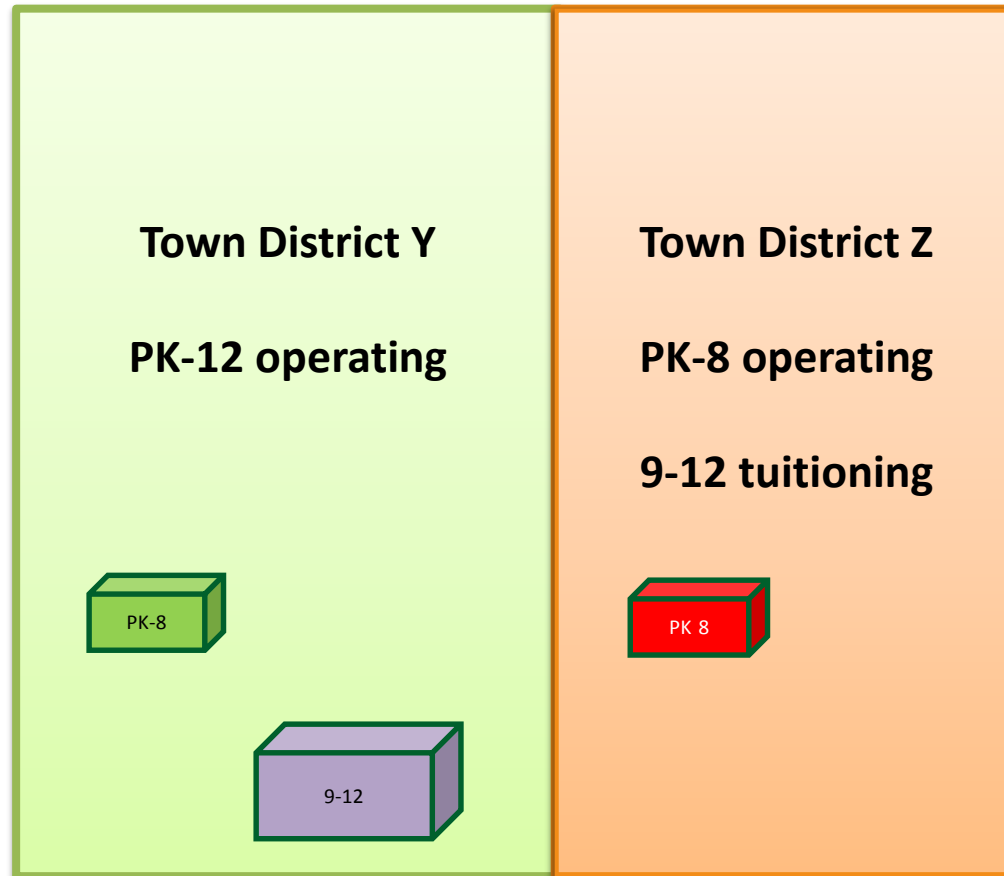 Town District Y
PK-12 operating
PK-8
9-12
Town District Z
PK-8 operating
9-12 tuitioning
PK 8